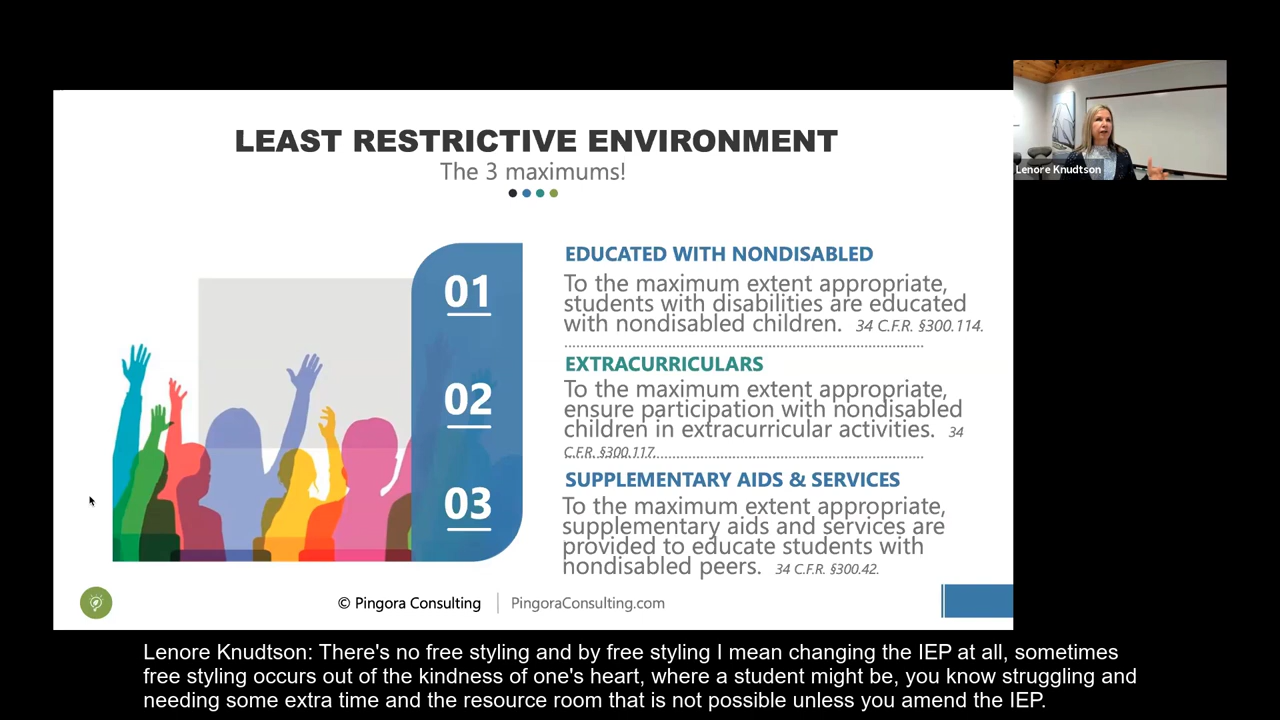 LEAST RESTRICTIVE ENVIRONMENT
The 3 maximums!
01
EDUCATED WITH NONDISABLED
To the maximum extent appropriate,
students with disabilities are educated
with nondisabled children. 34 C.F.R. §300.114.
02
EXTRACURRICULARS
To the maximum extent appropriate,
ensure participation with nondisabled
children in extracurricular activities. 34
C.F.R. §300.117.
03
SUPPLEMENTARY AIDS & SERVICES
To the maximum extent appropriate,
supplementary aids and services are
provided to educate students with
nondisabled peers. 34 C.F.R. §300.42.
© Pingora Consulting
PingoraConsulting.com
Lenore Knudtson
Lenore Knudtson: There's no free styling and by free styling I mean changing the IEP at all, sometimes
free styling occurs out of the kindness of one's heart, where a student might be, you know struggling and
needing some extra time and the resource room that is not possible unless you amend the IEP.